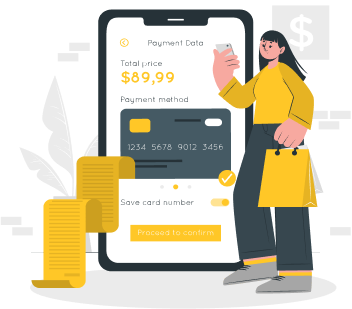 $
Payment Data
Total price
$89,99
Payment method
1234 5678 9012 3456
Save card number
Proceed to confirm